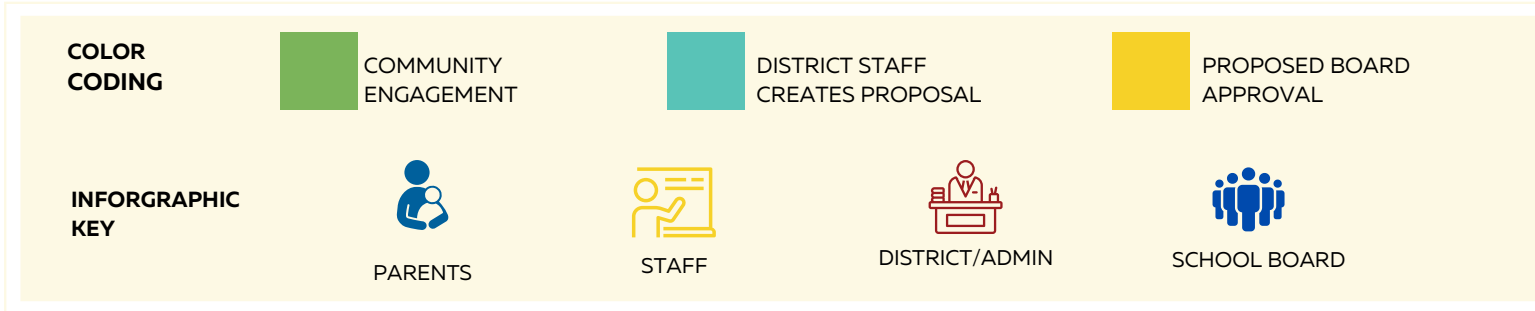 COLOR
CODING
COMMUNITY
ENGAGEMENT
DISTRICT STAFF
CREATES PROPOSAL
PROPOSED BOARD
APPROVAL
INFORGRAPHIC
KEY
PARENTS
STAFF
DISTRICT/ADMIN
SCHOOL BOARD